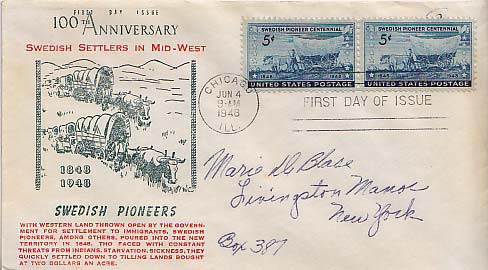 FIRST DAY ISSUE
100TH ANNIVERSARY
SWEDISH SETTLERS IN MID-WEST
1848
1948
SWEDISH PIONEERS
WITH WESTERN LAND THROWN OPEN BY THE GOVERN-
MENT FOR SETTLEMENT TO IMMIGRANTS, SWEDISH
PIONEERS, AMONG OTHERS, POURED INTO THE NEW
TERRITORY IN 1848. THO FACED WITH CONSTANT
THREATS FROM INDIANS, STARVATION, SICKNESS, THEY
QUICKLY SETTLED DOWN TO TILLING LANDS BOUGHT
AT TWO DOLLARS AN ACRE.
SWEDISH PIONEER CENTENNIAL
5¢
1848 1948
UNITED STATES POSTAGE
SWEDISH PIONEER CENTENNIAL
5¢
1848 1948
UNITED STATES POSTAGE
CHICAGO
JUN 4
9-AM
1948
ILL.
FIRST DAY OF ISSUE
Marie DeBlase
Livingston Manor
New York
Box 387